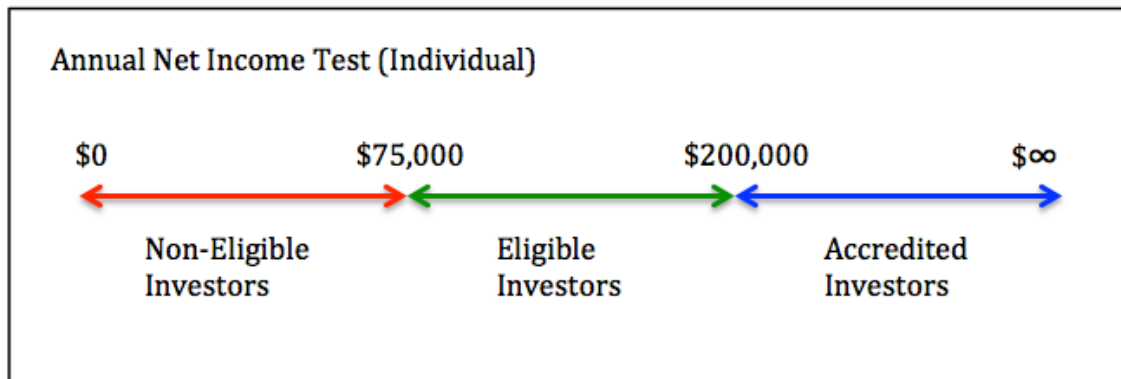 Annual Net Income Test (Individual)
$0 $75,000 $200,000 $∞
Non-Eligible Investors
Eligible Investors
Accredited Investors